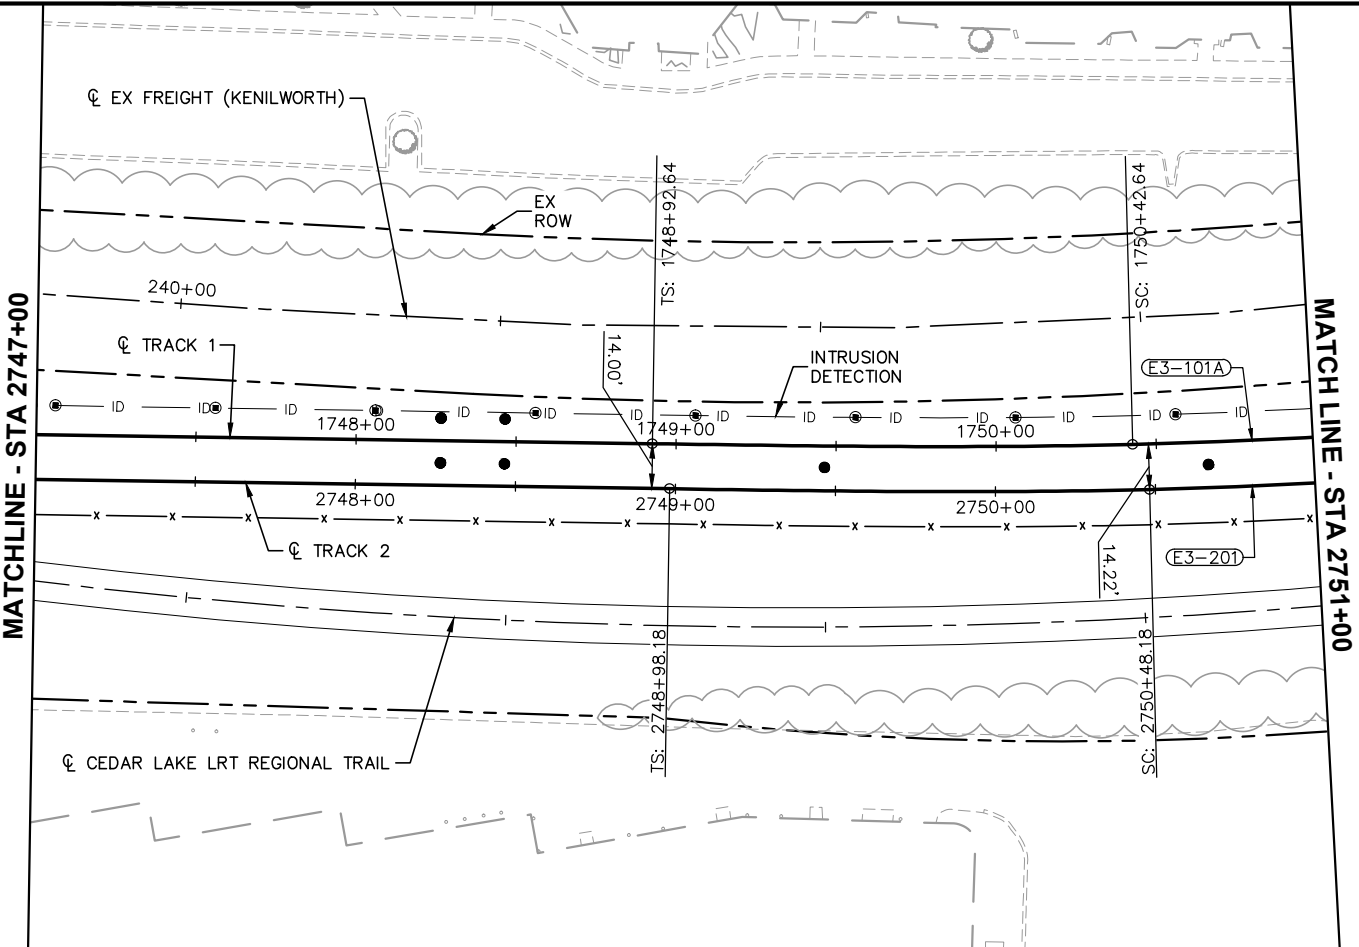 ℄ EX FREIGHT (KENILWORTH)
EX
ROW
TS: 1748+92.64
SC: 1750+42.64
240+00
℄ TRACK 1
14.00'
INTRUSION
DETECTION
E3-101A
ID
ID
ID
ID
ID
ID
ID
ID
ID
ID
ID
1748+00
1749+00
1750+00
2748+00
2749+00
2750+00
x x x x x x x x x x x x x x x x x
℄ TRACK 2
14.22'
E3-201
TS: 2748+98.18
SC: 2750+48.18
℄ CEDAR LAKE LRT REGIONAL TRAIL
MATCHLINE - STA 2747+00
MATCH LINE - STA 2751+00